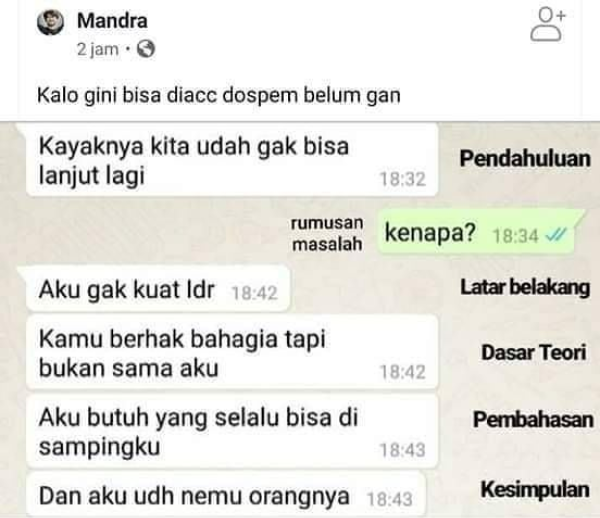 Mandra
2 jam ·
Kalo gini bisa diacc dospem belum gan
Kayaknya kita udah gak bisa
lanjut lagi 18:32
Pendahuluan
rumusan
masalah
kenapa? 18:34
Aku gak kuat ldr 18:42
Latar belakang
Kamu berhak bahagia tapi
bukan sama aku 18:42
Dasar Teori
Aku butuh yang selalu bisa di
sampingku 18:43
Pembahasan
Dan aku udh nemu orangnya 18:43
Kesimpulan